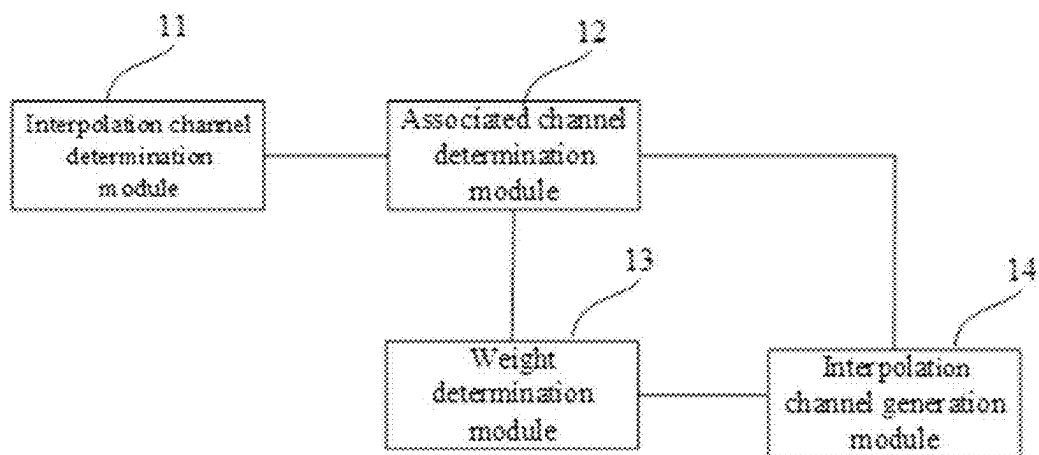 11
12
Interpolation channel
determination
module
Associated channel
determination
module
13
14
Weight
determination
module
Interpolation
channel generation
module